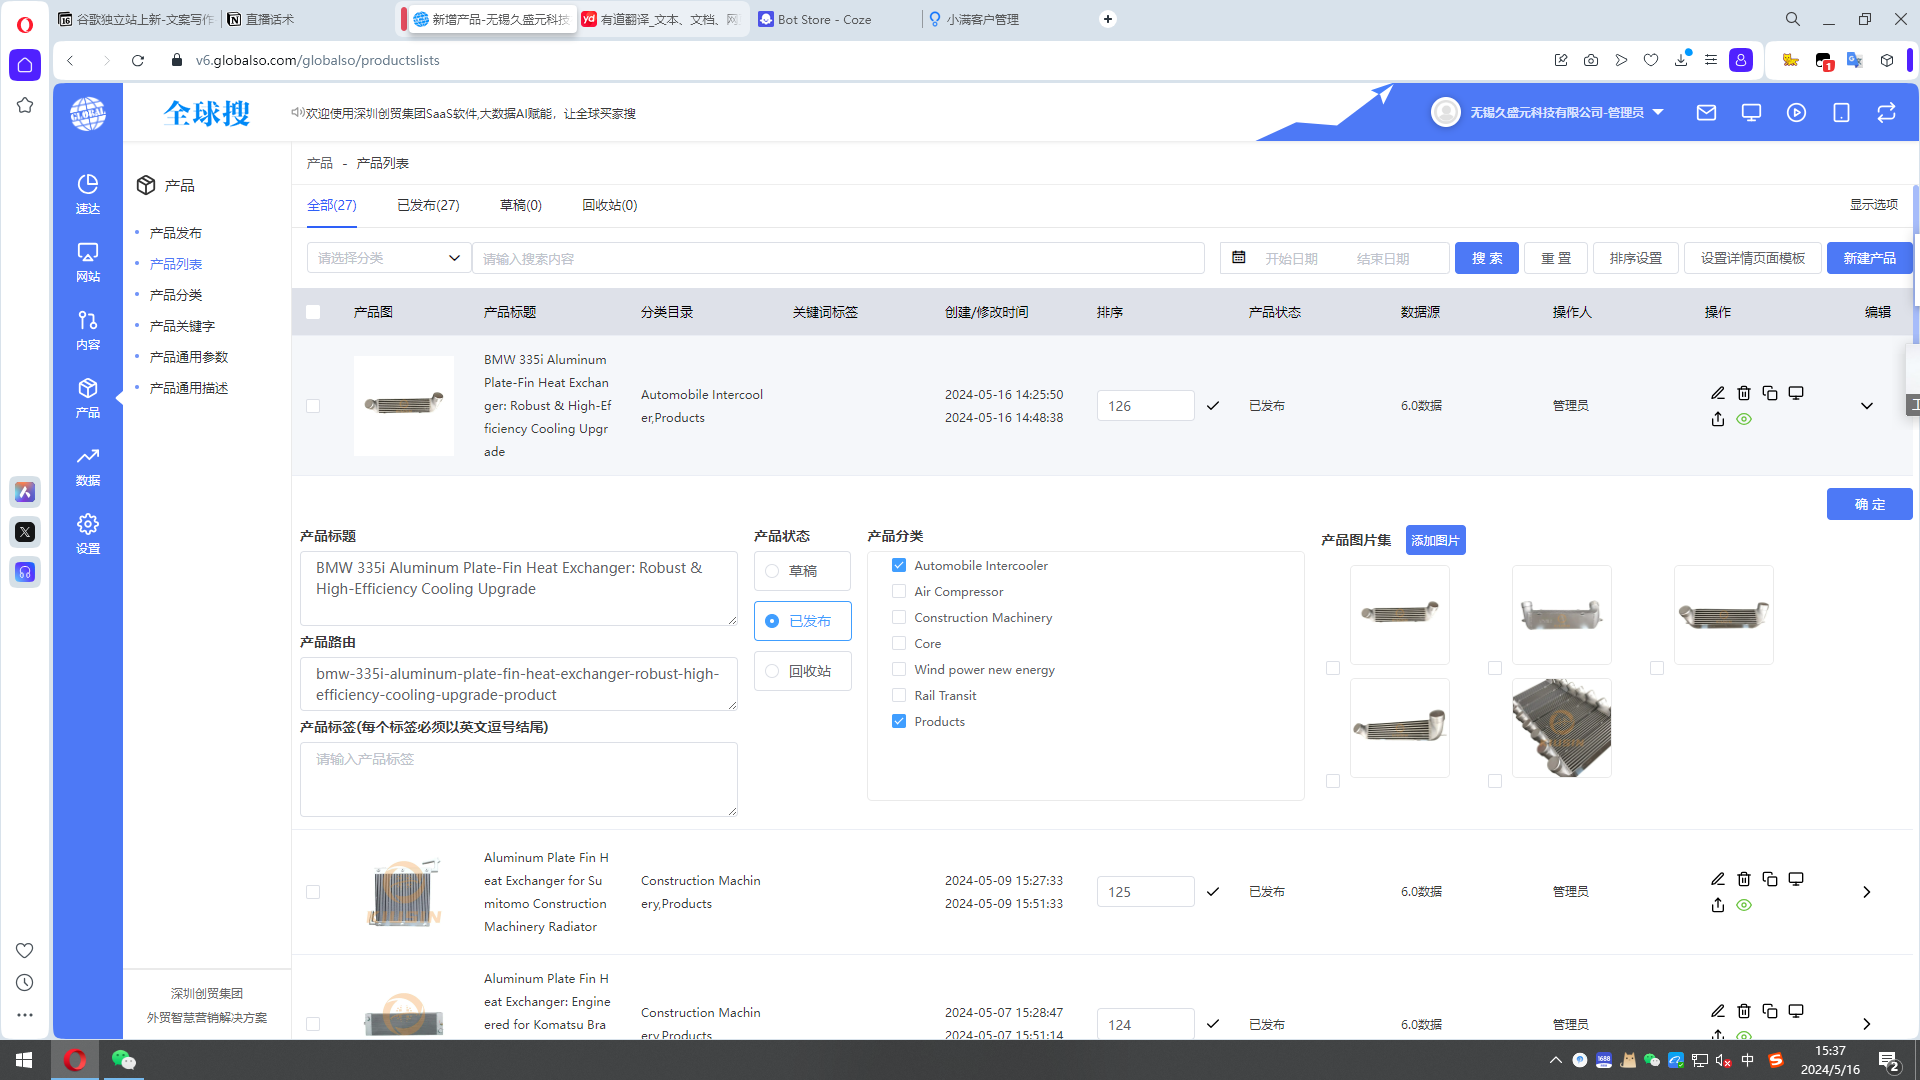 谷歌独立站上新-文案写作
直播话术
新增产品-无锡久盛元科技
有道翻译_文本、文档、网
Bot Store - Coze
小满客户管理
v6.globalso.com/globalso/productslists
全球搜
欢迎使用深圳创贸集团SaaS软件,大数据AI赋能，让全球买家搜
无锡久盛元科技有限公司-管理员
GLOBAL
速达
网站
内容
产品
数据
设置
产品
产品发布
产品列表
产品分类
产品关键字
产品通用参数
产品通用描述
深圳创贸集团
外贸智慧营销解决方案
产品 - 产品列表
全部(27)
已发布(27)
草稿(0)
回收站(0)
显示选项
请选择分类
请输入搜索内容
开始日期
结束日期
搜 索
重 置
排序设置
设置详情页面模板
新建产品
产品图
产品标题
分类目录
关键词标签
创建/修改时间
排序
产品状态
数据源
操作人
操作
编辑
BMW 335i Aluminum
Plate-Fin Heat Exchan
ger: Robust & High-Ef
ficiency Cooling Upgr
ade
Automobile Intercool
er,Products
2024-05-16 14:25:50
2024-05-16 14:48:38
126
已发布
6.0数据
管理员
确 定
产品标题
BMW 335i Aluminum Plate-Fin Heat Exchanger: Robust &
High-Efficiency Cooling Upgrade
产品路由
bmw-335i-aluminum-plate-fin-heat-exchanger-robust-high-
efficiency-cooling-upgrade-product
产品标签(每个标签必须以英文逗号结尾)
请输入产品标签
产品状态
草稿
已发布
回收站
产品分类
Automobile Intercooler
Air Compressor
Construction Machinery
Core
Wind power new energy
Rail Transit
Products
产品图片集
添加图片
Aluminum Plate Fin H
eat Exchanger for Su
mitomo Construction
Machinery Radiator
Construction Machin
ery,Products
2024-05-09 15:27:33
2024-05-09 15:51:33
125
已发布
6.0数据
管理员
Aluminum Plate Fin H
eat Exchanger: Engine
ered for Komatsu Bra
Construction Machin
ery,Products
2024-05-07 15:28:47
2024-05-07 15:51:14
124
已发布
6.0数据
管理员
1
1688
中
15:37
2024/5/16
2